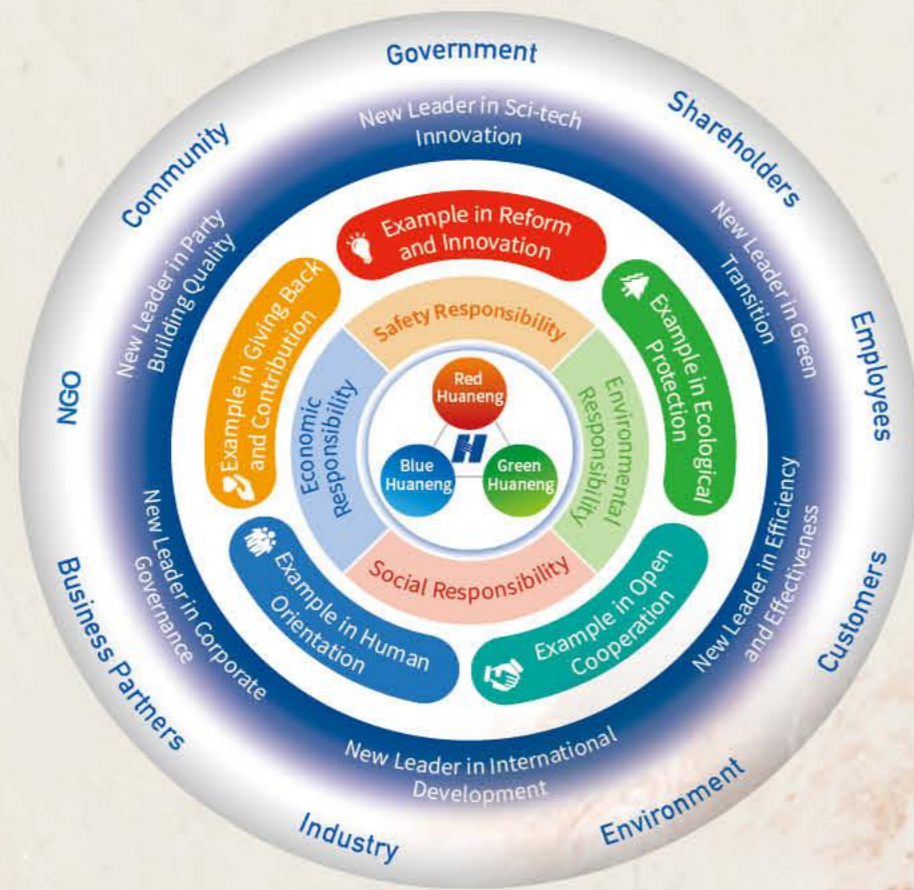 Government
Shareholders
Employees
Customers
Environment
Industry
Business Partners
NGO
Community
New Leader in Sci-tech
Innovation
New Leader in Green
Transition
New Leader in Efficiency
and Effectiveness
New Leader in International
Development
New Leader in Corporate
Governance
New Leader in Party
Building Quality
Example in Reform
and Innovation
Example in Ecological
Protection
Example in Open
Cooperation
Example in Human
Orientation
Example in Giving Back
and Contribution
Safety Responsibility
Environmental
Responsibility
Social Responsibility
Economic
Responsibility
Red
Huaneng
H
Blue
Huaneng
Green
Huaneng